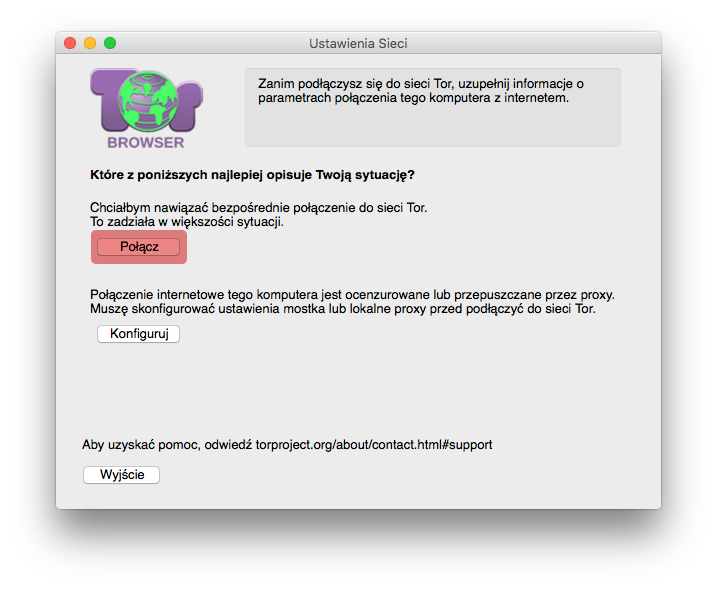 Ustawienia Sieci
Tor
BROWSER
Zanim podłączysz się do sieci Tor, uzupełnij informacje o
parametrach połączenia tego komputera z internetem.
Które z poniższych najlepiej opisuje Twoją sytuację?
Chciałbym nawiązać bezpośrednie połączenie do sieci Tor.
To zadziała w większości sytuacji.
Połącz
Połączenie internetowe tego komputera jest ocenzurowane lub przepuszczane przez proxy.
Muszę skonfigurować ustawienia mostka lub lokalne proxy przed podłączyć do sieci Tor.
Konfiguruj
Aby uzyskać pomoc, odwiedź torproject.org/about/contact.html#support
Wyjście